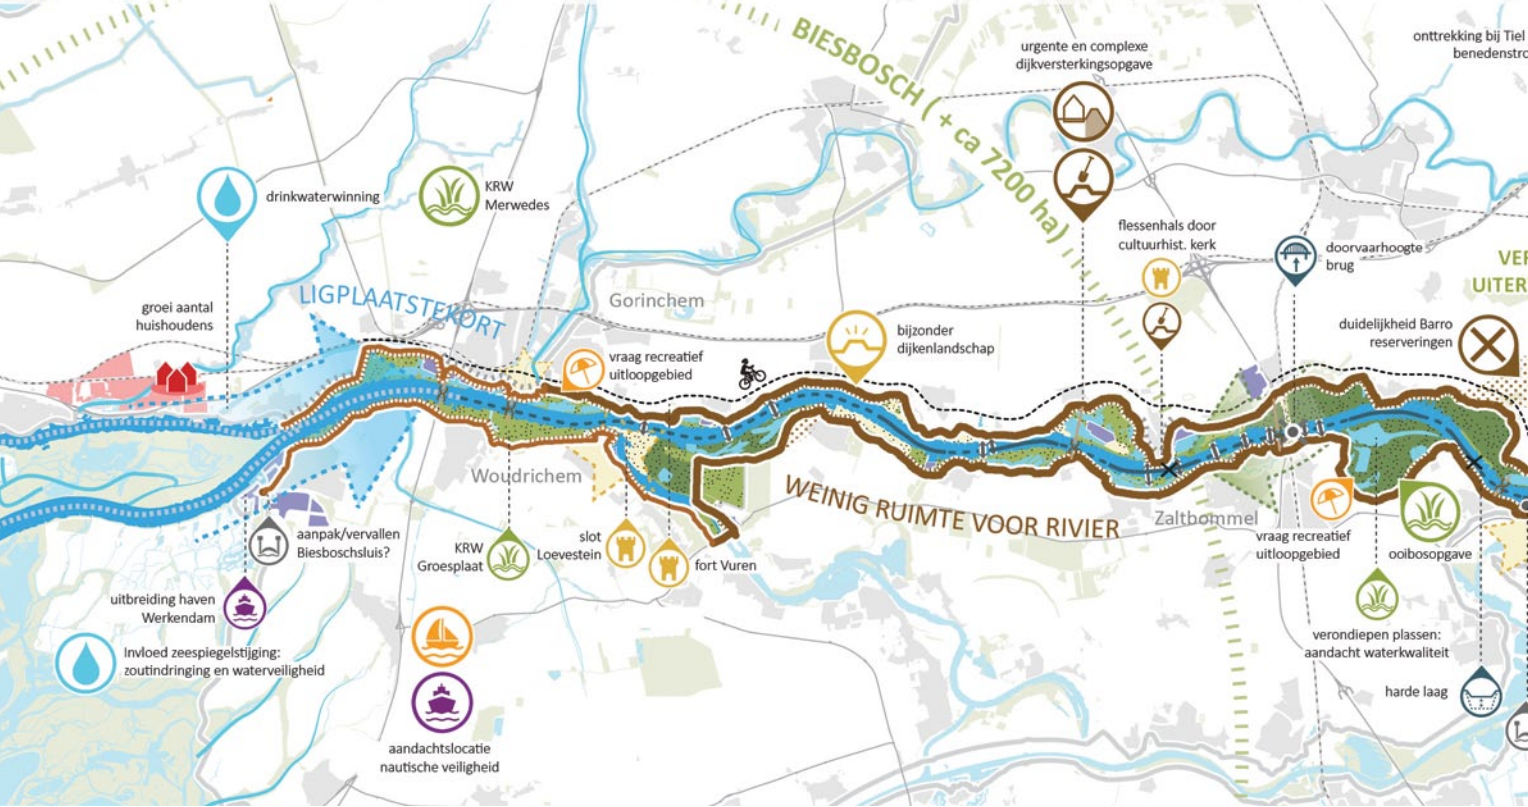 BIESBOSCH ( + ca 7200 ha)
urgente en complexe
dijkversterkingsopgave
onttrekking bij Tiel
benedenstro
drinkwaterwinning
KRW
Merwedes
flessenhals door
cultuurhist. kerk
doorvaarhoogte
brug
VER
UITER
groei aantal
huishoudens
LIGPLAATSTEKORT
Gorinchem
vraag recreatief
uitloopgebied
bijzonder
dijkenlandschap
duidelijkheid Barro
reserveringen
Woudrichem
WEINIG RUIMTE VOOR RIVIER
Zaltbommel
aanpak/vervallen
Biesboschsluis?
KRW
Groesplaat
slot
Loevestein
fort Vuren
vraag recreatief
uitloopgebied
ooibosopgave
uitbreiding haven
Werkendam
Invloed zeespiegelstijging:
zoutindringing en waterveiligheid
verondiepen plassen:
aandacht waterkwaliteit
harde laag
aandachtslocatie
nautische veiligheid